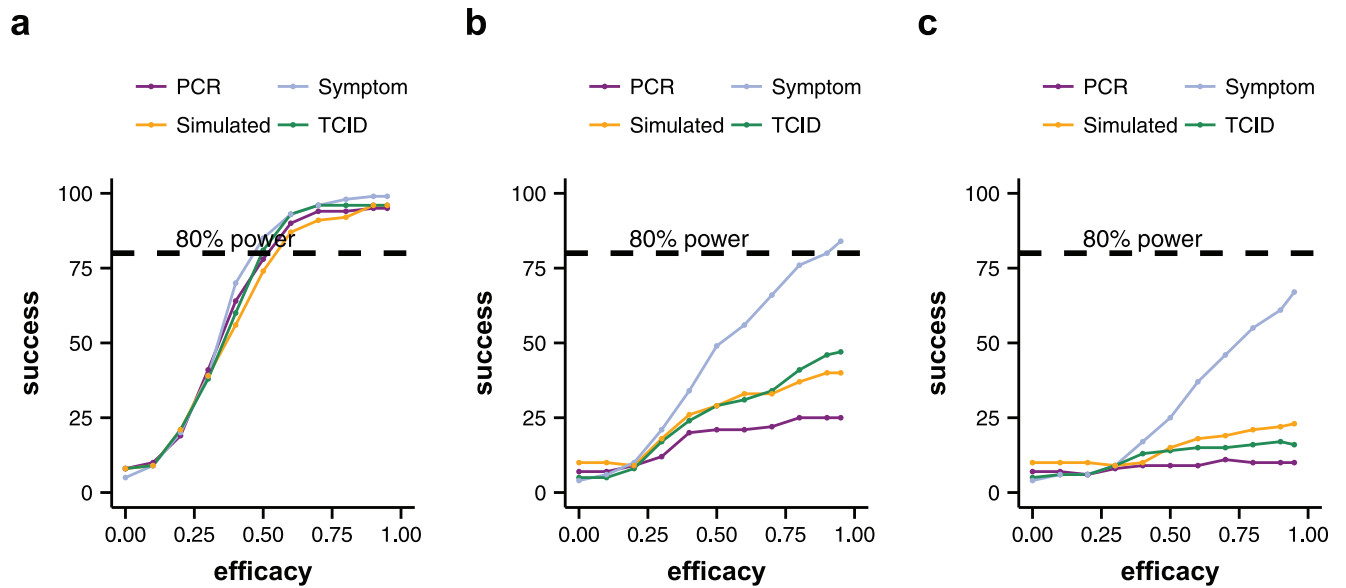 a
PCR
Symptom
Simulated
TCID
100
75
50
25
0
80% power
success
0.00
0.25
0.50
0.75
1.00
efficacy
b
PCR
Symptom
Simulated
TCID
100
75
50
25
0
80% power
success
0.00
0.25
0.50
0.75
1.00
efficacy
c
PCR
Symptom
Simulated
TCID
100
75
50
25
0
80% power
success
0.00
0.25
0.50
0.75
1.00
efficacy